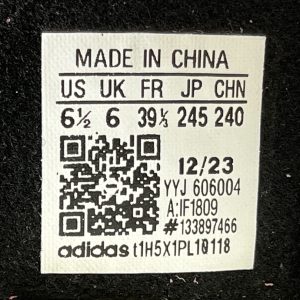 MADE IN CHINA
US UK FR JP CHN
6½ 6 39⅓ 245 240
12/23
YYJ 606004
A:IF1809
#133897466
adidas t1H5X1PL10118